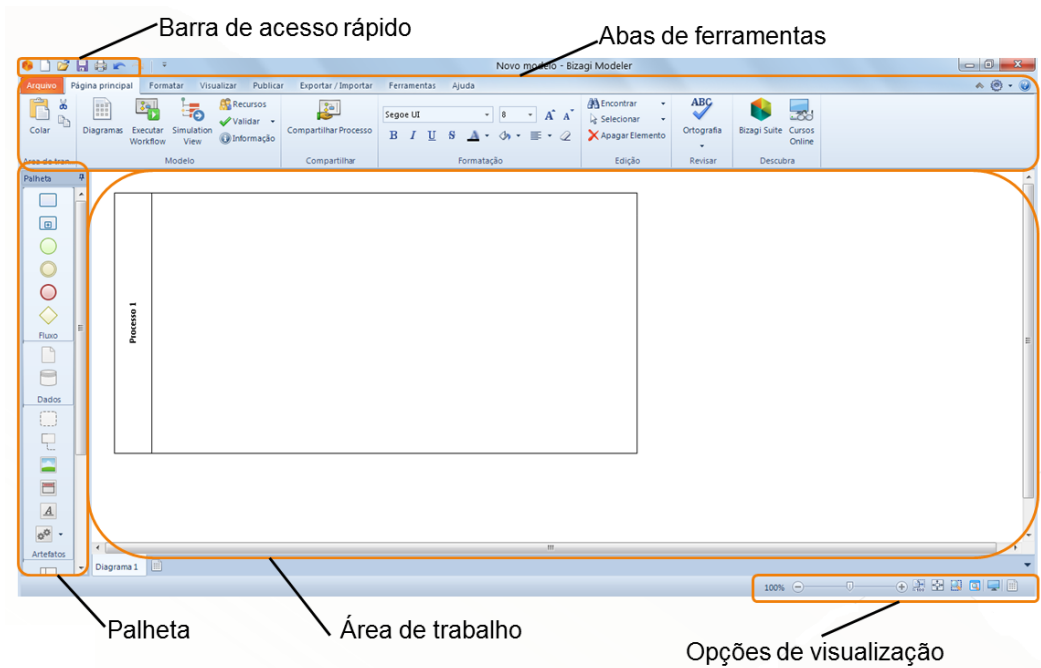 Barra de acesso rápido
Abas de ferramentas
Novo modelo - Bizagi Modeler
Arquivo Página principal Formatar Visualizar Publicar Exportar / Importar Ferramentas Ajuda
Colar
Diagramas
Executar Workflow
Simulation View
Recursos
Validar
Informação
Compartilhar Processo
Segoe UI 8
B I U S A
Encontrar
Selecionar
Apagar Elemento
ABC
Ortografia
Bizagi Suite
Cursos Online
Área de tran...
Modelo
Compartilhar
Formatação
Edição
Revisar
Descubra
Palheta
Processo 1
Fluxo
Dados
A
Artefatos
Diagrama 1
100%
Palheta
Área de trabalho
Opções de visualização